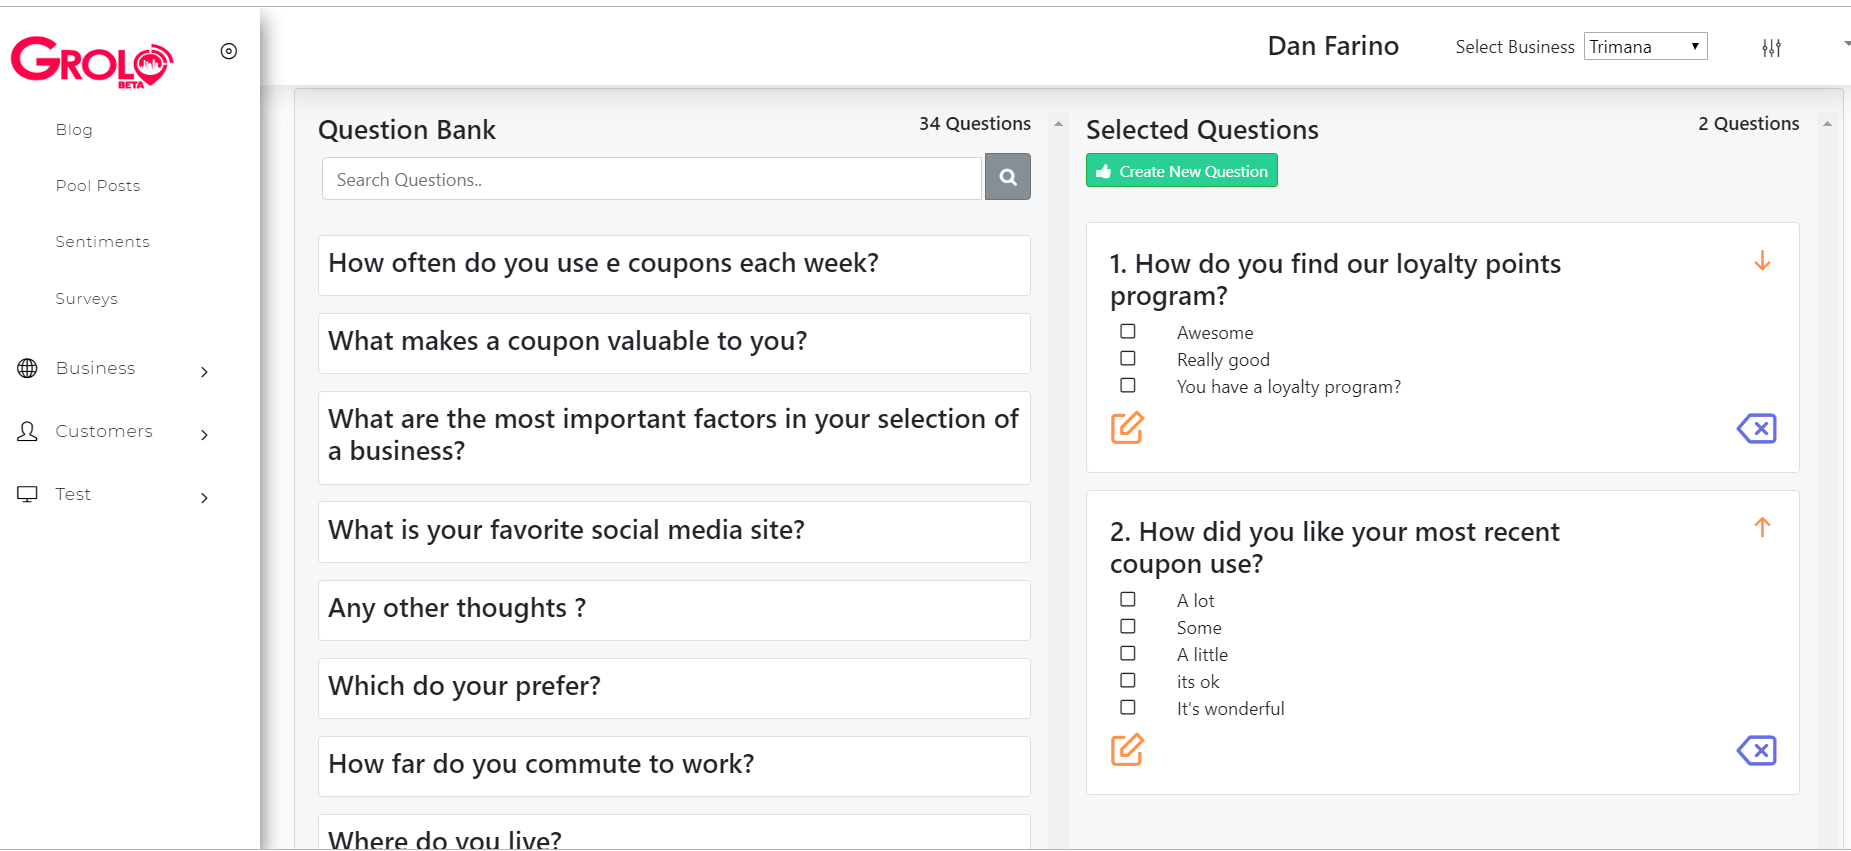 GROLO
BETA
Blog
Pool Posts
Sentiments
Surveys
Business
Customers
Test
Dan Farino
Select Business
Trimana
Question Bank
34 Questions
Search Questions..
How often do you use e coupons each week?
What makes a coupon valuable to you?
What are the most important factors in your selection of
a business?
What is your favorite social media site?
Any other thoughts ?
Which do your prefer?
How far do you commute to work?
Where do you live?
Selected Questions
2 Questions
Create New Question
1. How do you find our loyalty points
program?
Awesome
Really good
You have a loyalty program?
2. How did you like your most recent
coupon use?
A lot
Some
A little
its ok
It's wonderful